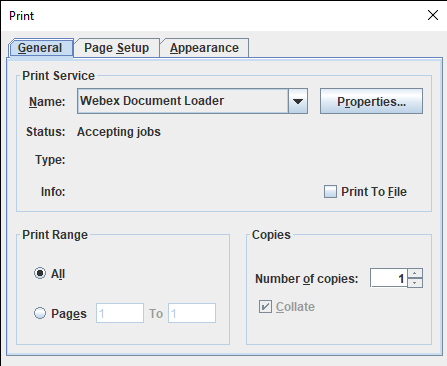 Print
General Page Setup Appearance
Print Service
Name: Webex Document Loader Properties...
Status: Accepting jobs
Type:
Info: Print To File
Print Range Copies
All Number of copies: 1
Pages 1 To 1 Collate